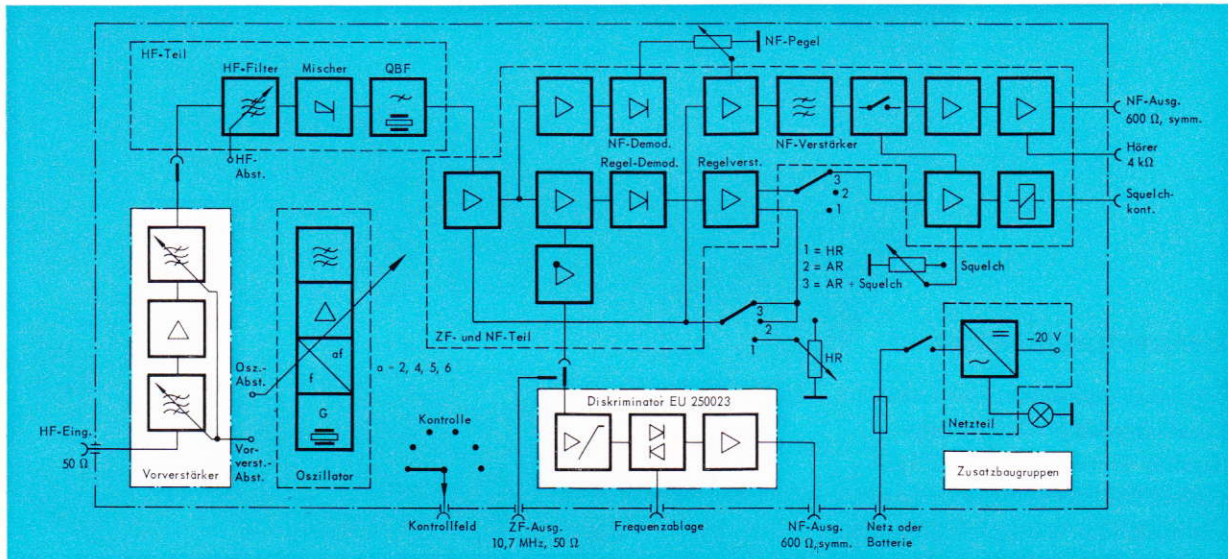 HF-Teil
HF-Filter
Mischer
QBF
HF-
Abst.
NF-Pegel
NF-Demod.
NF-Verstärker
Regel-Demod.
Regelverst.
NF-Ausg.
600 Ω, symm.
Hörer
4 kΩ
Squelch-
kont.
3
2
1
1 = HR
2 = AR
3 = AR + Squelch
Squelch
3
2
1
HR
ZF- und NF-Teil
-20 V
Netzteil
Osz.-
Abst.
af
f
a - 2, 4, 5, 6
G
Oszillator
HF-Eing.
50 Ω
Vorverstärker
Vor-
verst.-
Abst.
Kontrolle
Diskriminator EU 250023
Zusatzbaugruppen
Kontrollfeld
ZF-Ausg.
10,7 MHz, 50 Ω
Frequenzablage
NF-Ausg.
600 Ω, symm.
Netz oder
Batterie